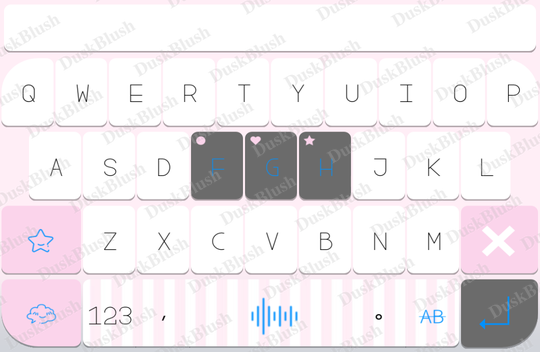 Q W E R T Y U I O P
A S D F G H J K L
Z X C V B N M
123 , . AB
DuskBlush